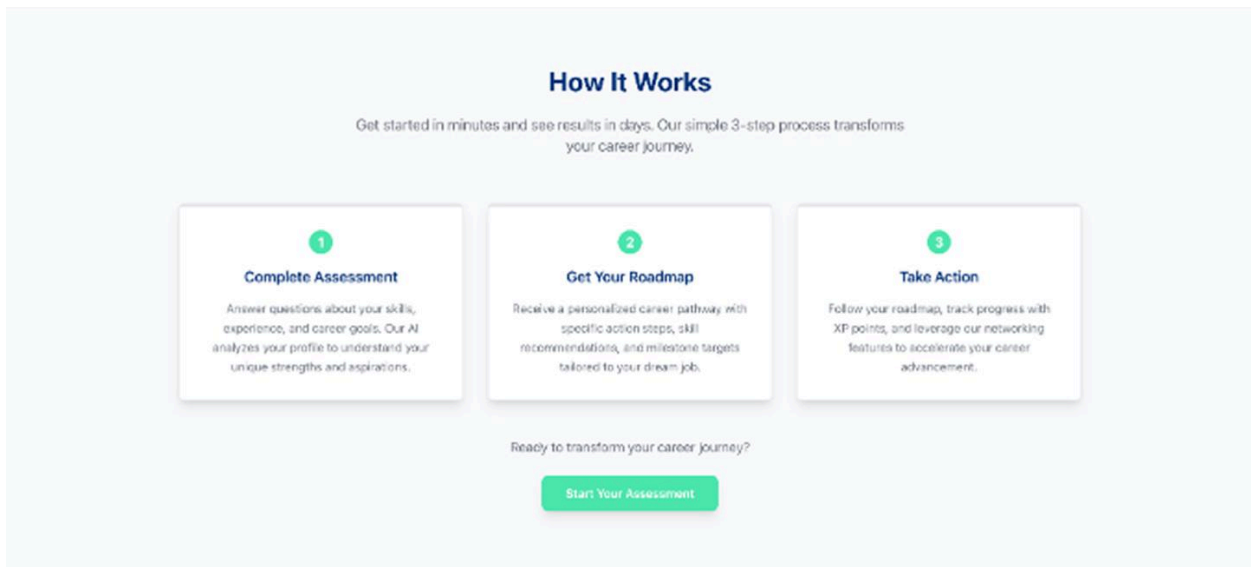 How It Works
Get started in minutes and see results in days. Our simple 3-step process transforms
your career journey.
1
Complete Assessment
Answer questions about your skills,
experience, and career goals. Our AI
analyzes your profile to understand your
unique strengths and aspirations.
2
Get Your Roadmap
Receive a personalized career pathway with
specific action steps, skill
recommendations, and milestone targets
tailored to your dream job.
3
Take Action
Follow your roadmap, track progress with
XP points, and leverage our networking
features to accelerate your career
advancement.
Ready to transform your career journey?
Start Your Assessment